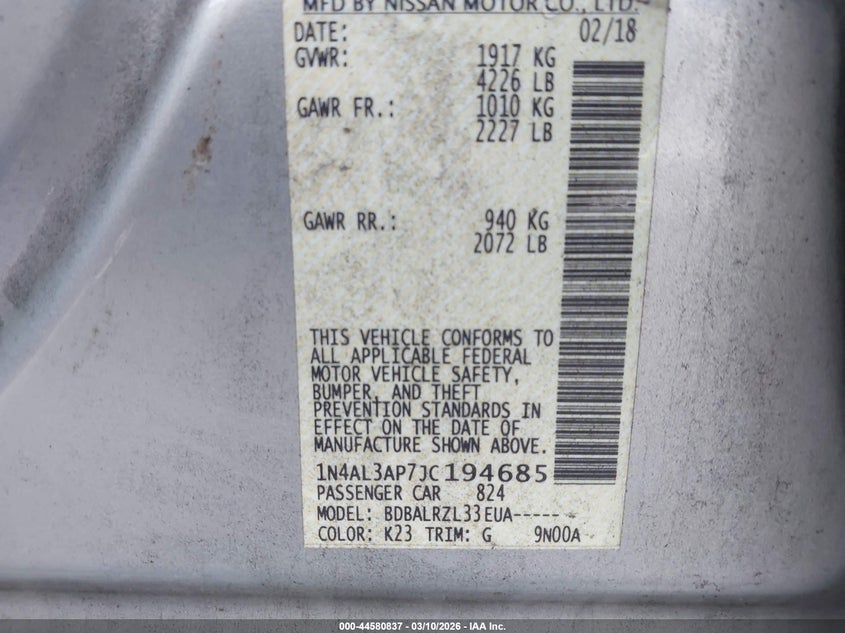 MFD BY NISSAN MOTOR CO., LTD.
DATE: 02/18
GVWR: 1917 KG
4226 LB
GAWR FR.: 1010 KG
2227 LB
GAWR RR.: 940 KG
2072 LB
THIS VEHICLE CONFORMS TO
ALL APPLICABLE FEDERAL
MOTOR VEHICLE SAFETY,
BUMPER, AND THEFT
PREVENTION STANDARDS IN
EFFECT ON THE DATE OF
MANUFACTURE SHOWN ABOVE.
1N4AL3AP7JC194685
PASSENGER CAR 824
MODEL: BDBALRZL33EUA-----
COLOR: K23 TRIM: G 9N00A
000-44580837 - 03/10/2026 - IAA Inc.